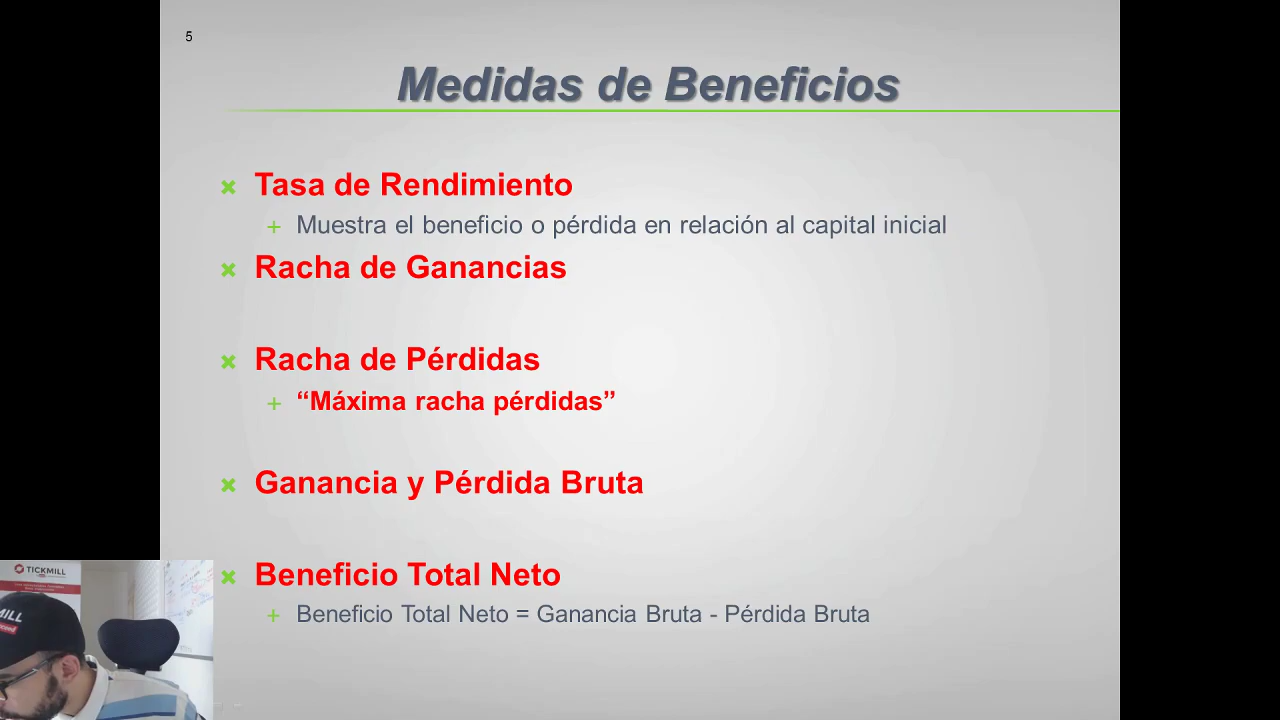 5
Medidas de Beneficios
Tasa de Rendimiento
Muestra el beneficio o pérdida en relación al capital inicial
Racha de Ganancias
Racha de Pérdidas
“Máxima racha pérdidas”
Ganancia y Pérdida Bruta
Beneficio Total Neto
Beneficio Total Neto = Ganancia Bruta - Pérdida Bruta
TICKMILL